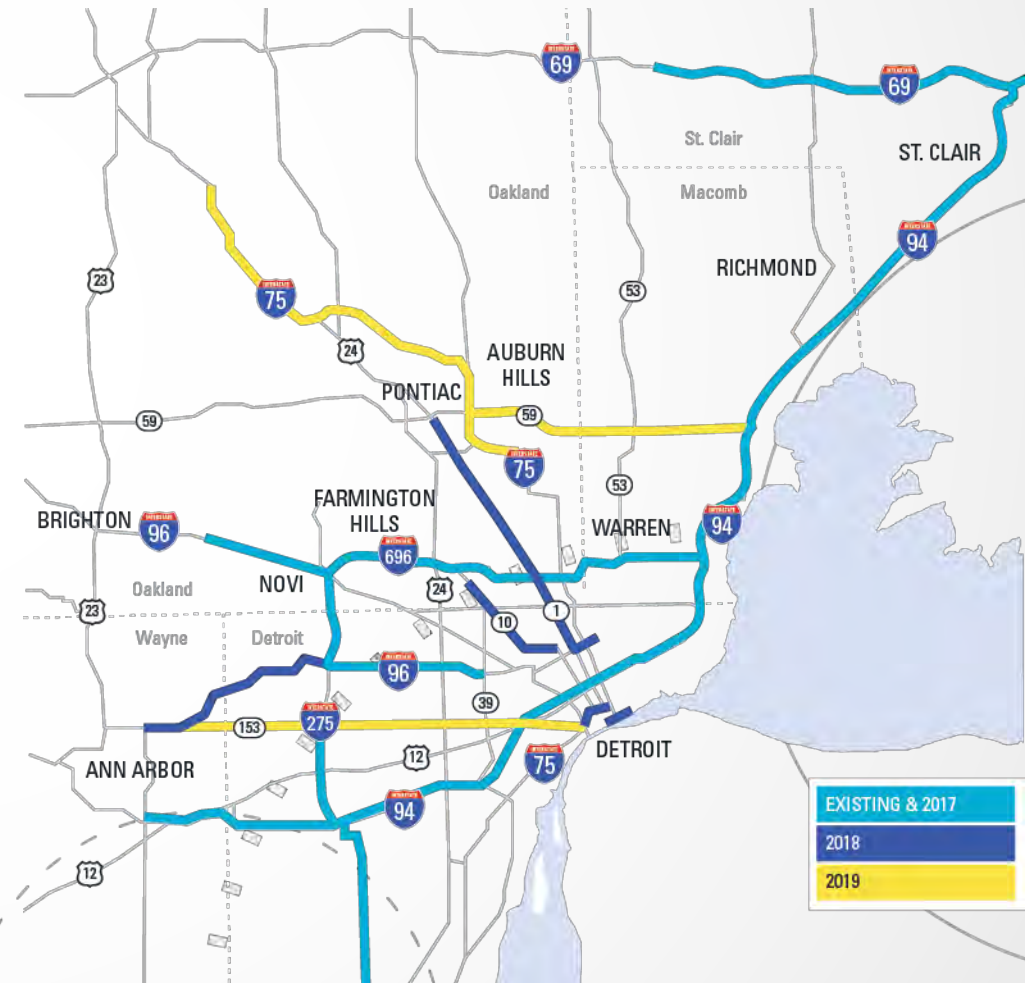 69
69
St. Clair
ST. CLAIR
Oakland
Macomb
94
RICHMOND
23
53
75
24
AUBURN
HILLS
PONTIAC
59
59
75
53
FARMINGTON
HILLS
BRIGHTON
96
WARREN
94
696
NOVI
24
Oakland
23
10
1
Wayne
Detroit
96
39
275
153
12
DETROIT
75
ANN ARBOR
94
12
EXISTING & 2017
2018
2019